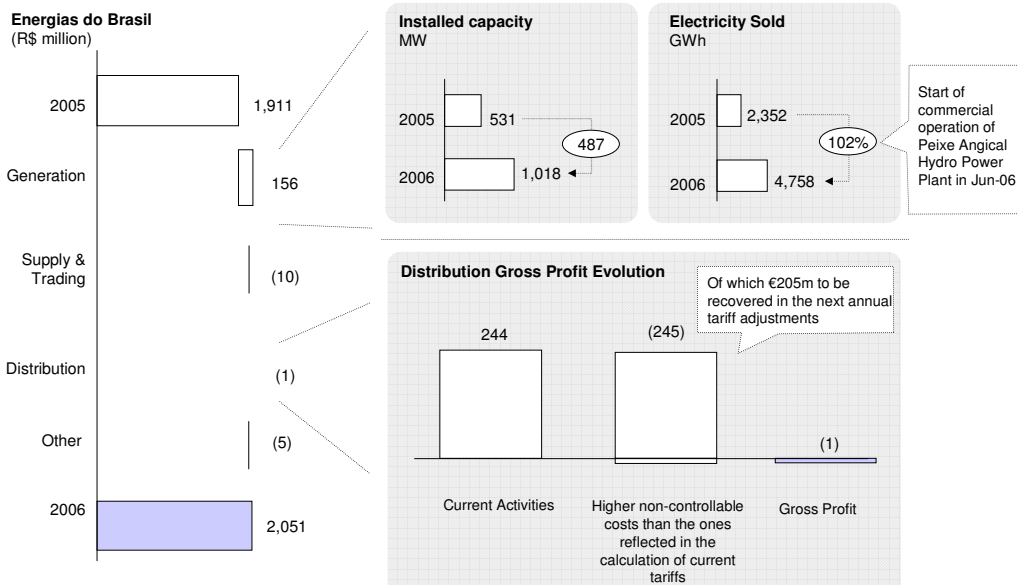 Energias do Brasil
(R$ million)
2005
1,911
Generation
156
Supply &
Trading
(10)
Distribution
(1)
Other
(5)
2006
2,051
Installed capacity
MW
2005
531
487
2006
1,018
Electricity Sold
GWh
2005
2,352
102%
2006
4,758
Start of
commercial
operation of
Peixe Angical
Hydro Power
Plant in Jun-06
Distribution Gross Profit Evolution
Of which €205m to be
recovered in the next annual
tariff adjustments
244
(245)
(1)
Current Activities
Higher non-controllable
costs than the ones
reflected in the
calculation of current
tariffs
Gross Profit